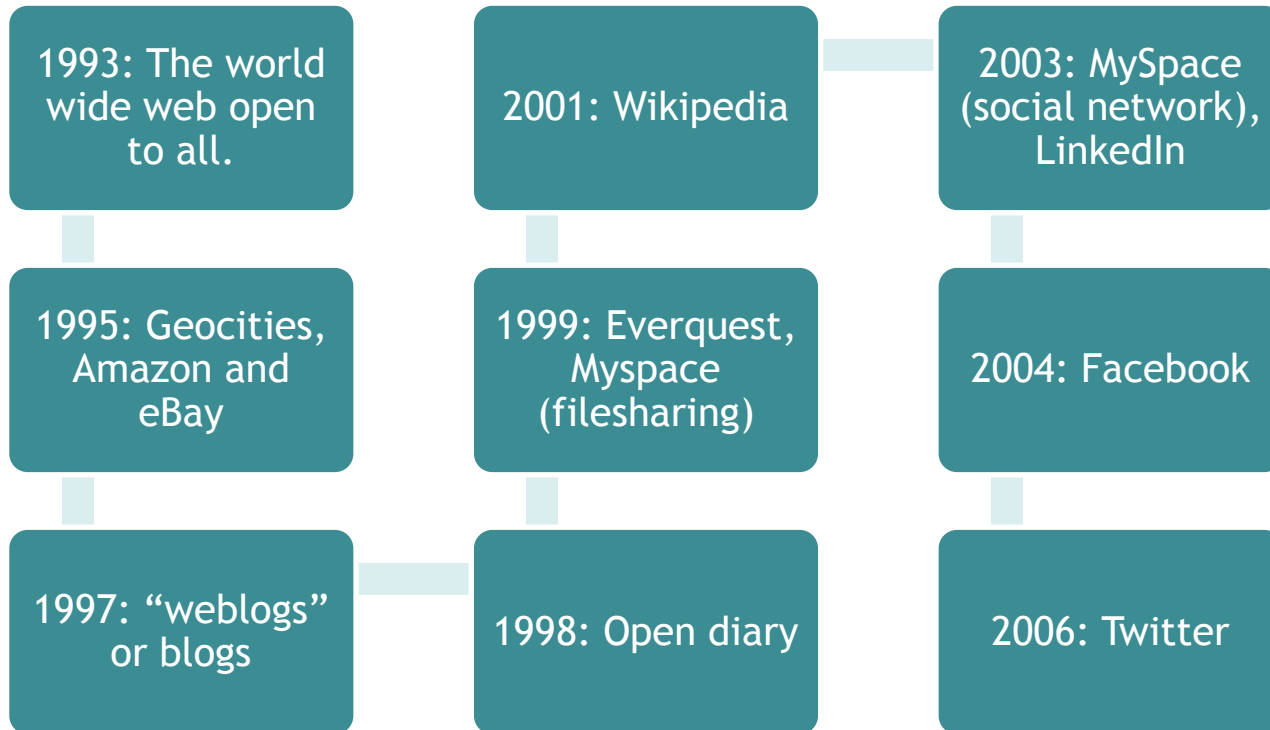 1993: The world
wide web open
to all.
1995: Geocities,
Amazon and
eBay
1997: “weblogs”
or blogs
1998: Open diary
1999: Everquest,
Myspace
(filesharing)
2001: Wikipedia
2003: MySpace
(social network),
LinkedIn
2004: Facebook
2006: Twitter